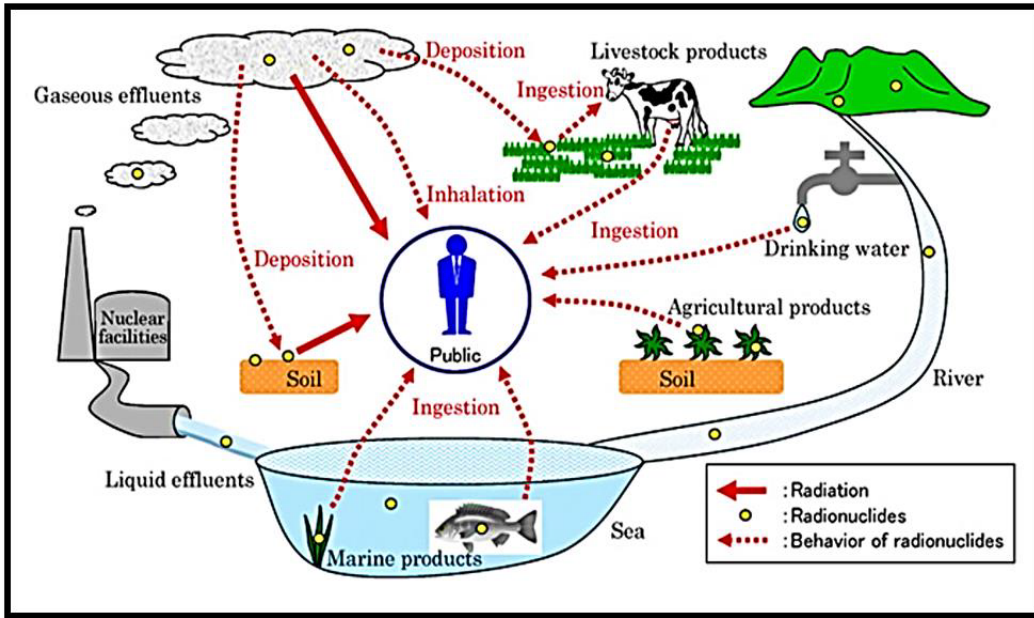 Deposition
Livestock products
Gaseous effluents
Ingestion
Inhalation
Ingestion
Drinking water
Deposition
Agricultural products
Nuclear
facilities
Public
Soil
Soil
River
Ingestion
Liquid effluents
Sea
Marine products
:Radiation
:Radionuclides
:Behavior of radionuclides